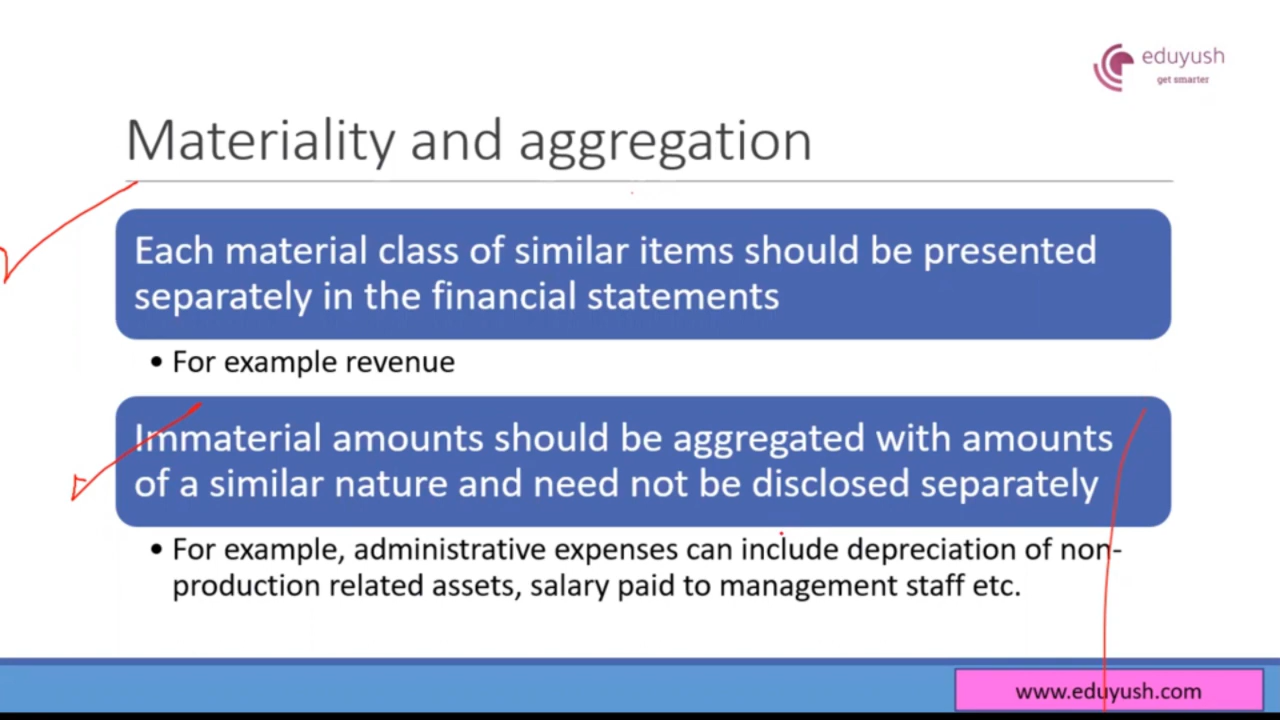 eduyush
get smarter
Materiality and aggregation
Each material class of similar items should be presented
separately in the financial statements
• For example revenue
Immaterial amounts should be aggregated with amounts
of a similar nature and need not be disclosed separately
• For example, administrative expenses can include depreciation of non-
production related assets, salary paid to management staff etc.
www.eduyush.com